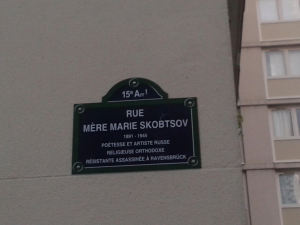 15e Arrt
RUE
MÈRE MARIE SKOBTSOV
1891 - 1945
POÉTESSE ET ARTISTE RUSSE
RELIGIEUSE ORTHODOXE
RÉSISTANTE ASSASSINÉE À RAVENSBRÜCK